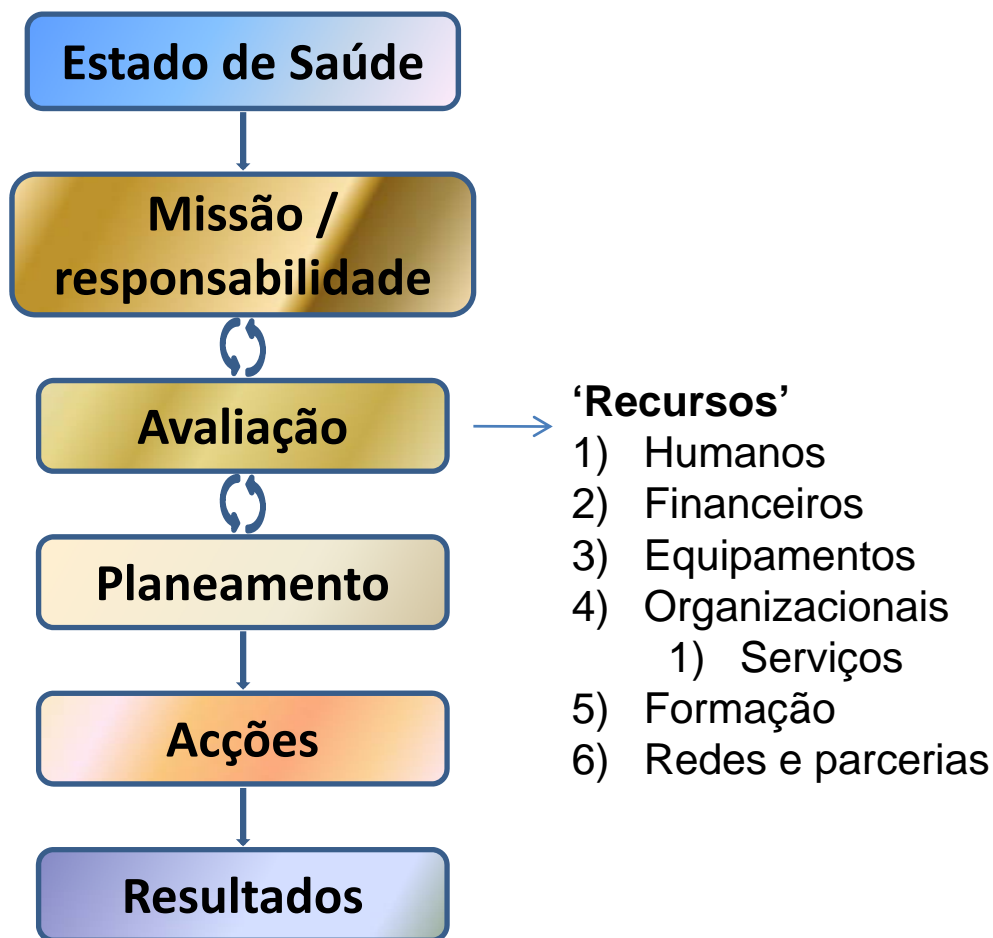 Estado de Saúde
Missão /
responsabilidade
Avaliação
Planeamento
Acções
Resultados
‘Recursos’
1) Humanos
2) Financeiros
3) Equipamentos
4) Organizacionais
1) Serviços
5) Formação
6) Redes e parcerias